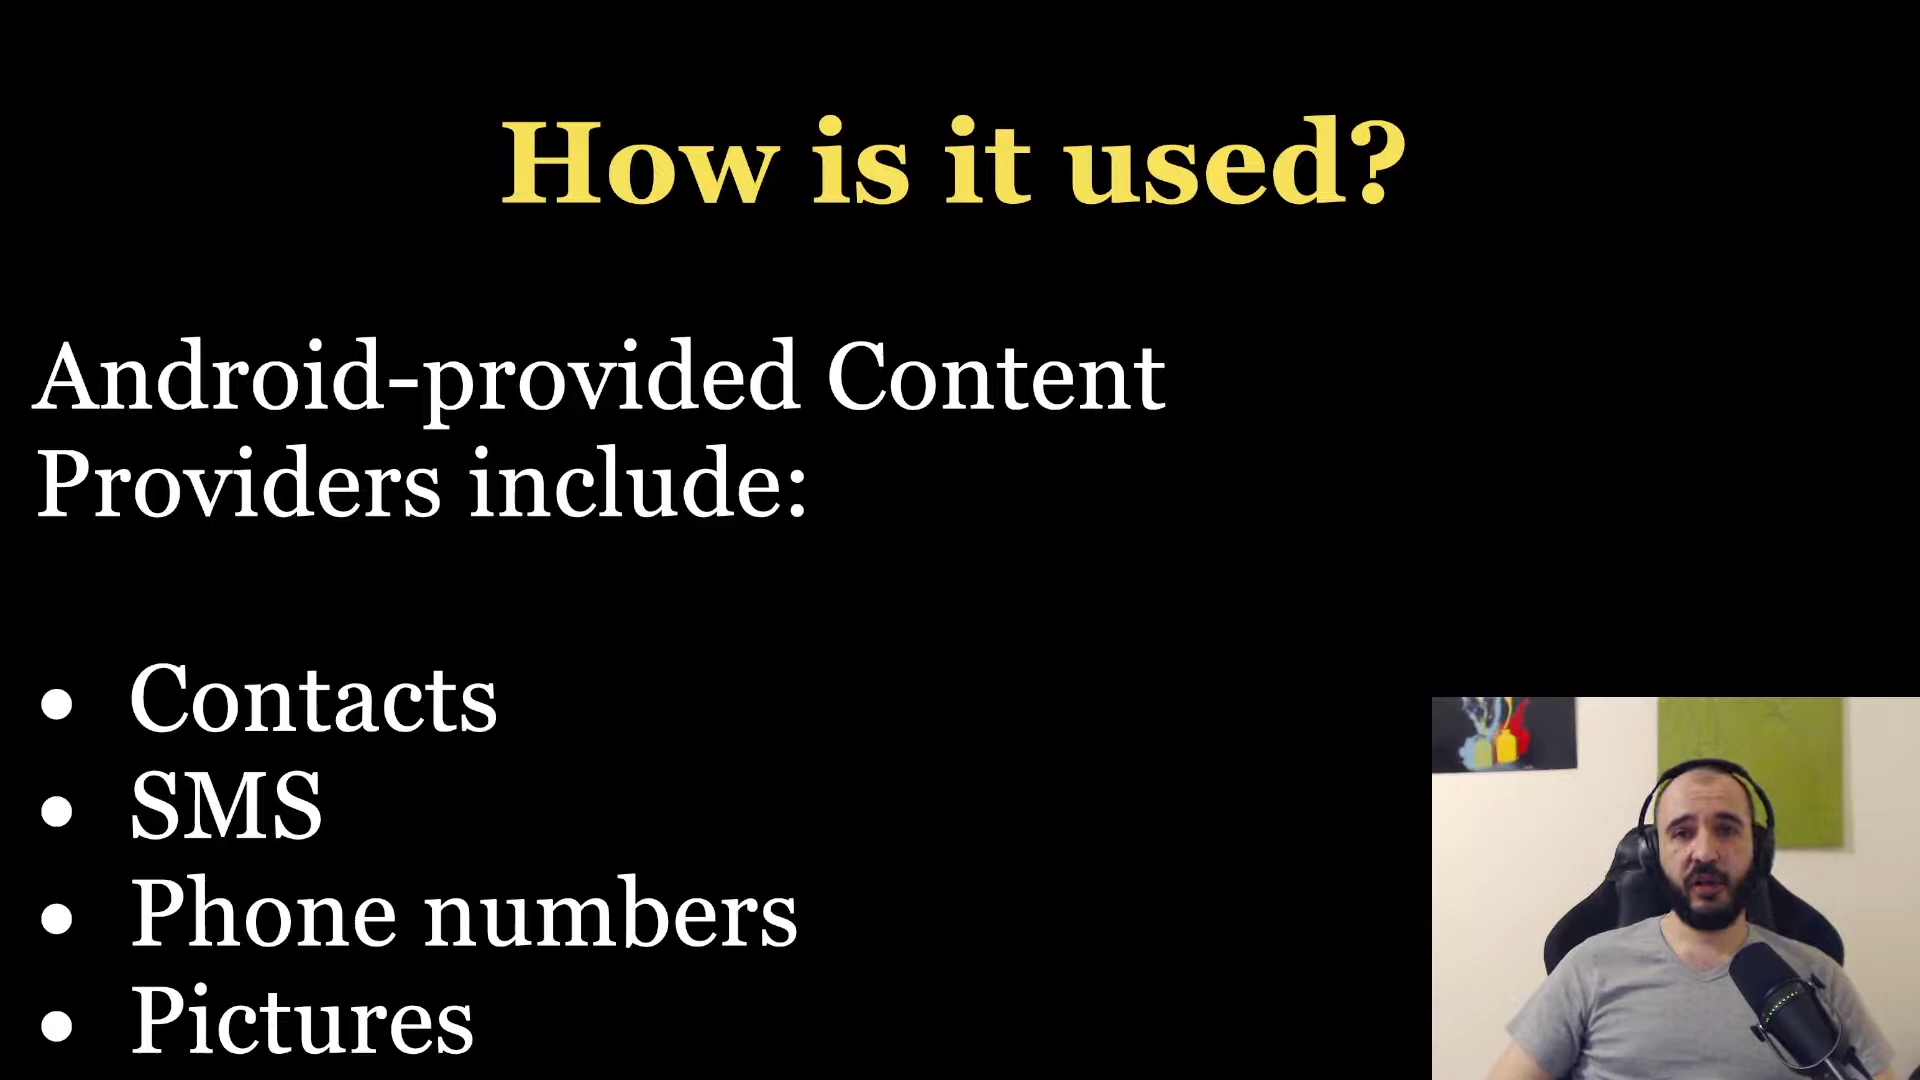 How is it used?
Android-provided Content
Providers include:
● Contacts
● SMS
● Phone numbers
● Pictures